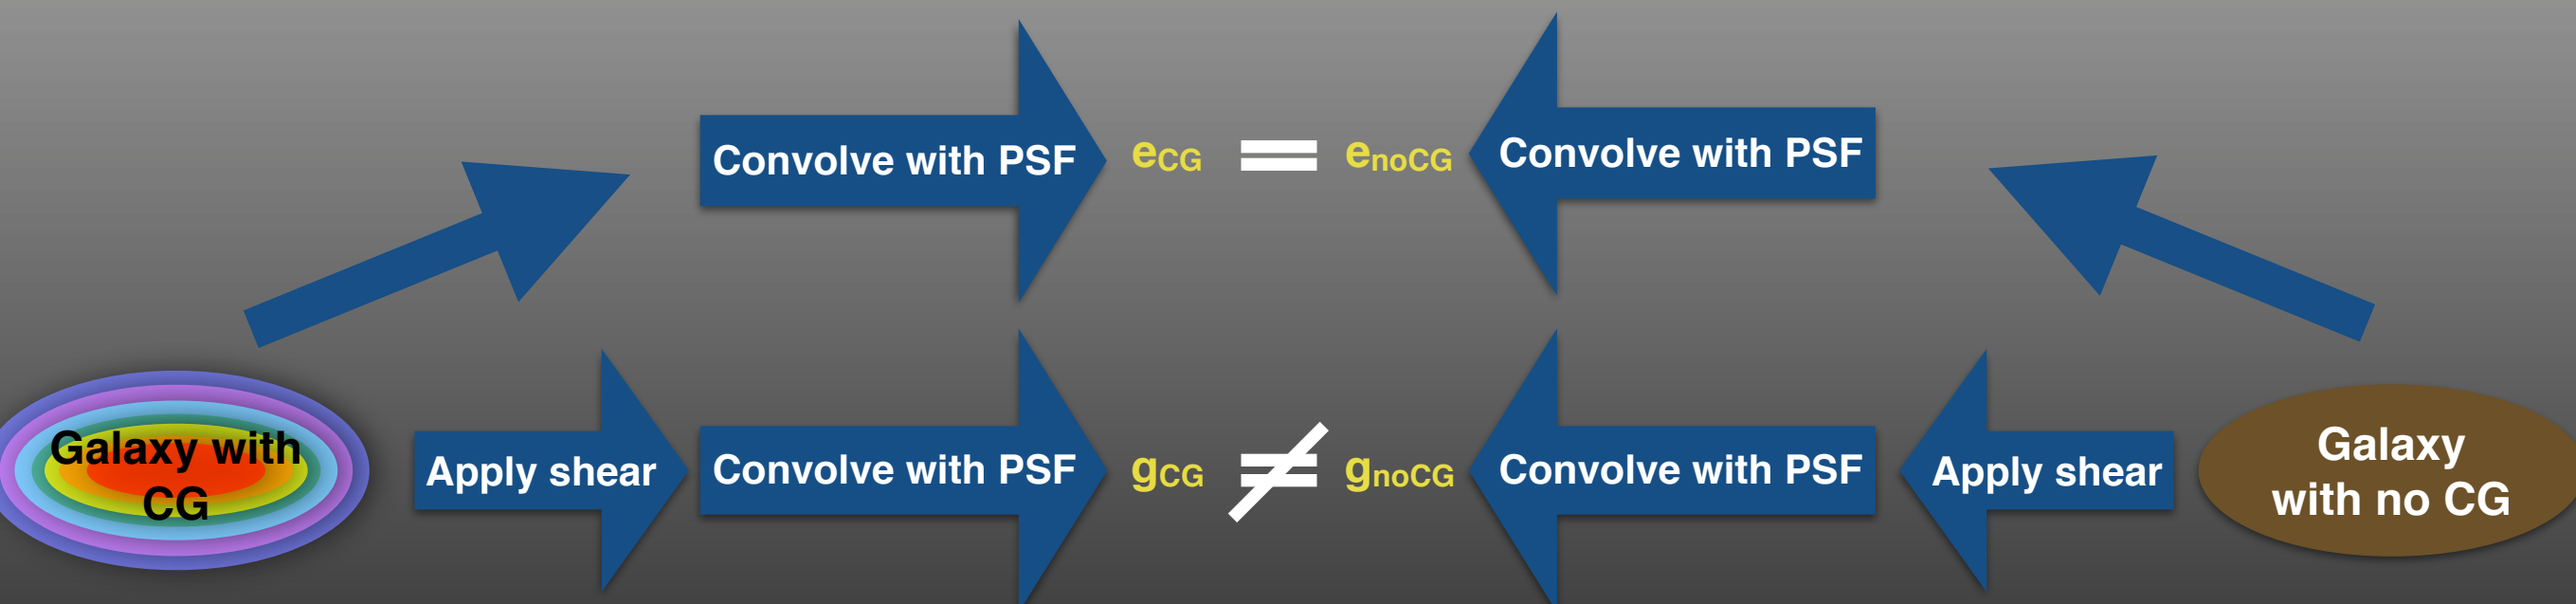 Convolve with PSF
eCG = enoCG
Convolve with PSF
Galaxy with
CG
Apply shear
Convolve with PSF
gCG ≠ gnoCG
Convolve with PSF
Apply shear
Galaxy
with no CG